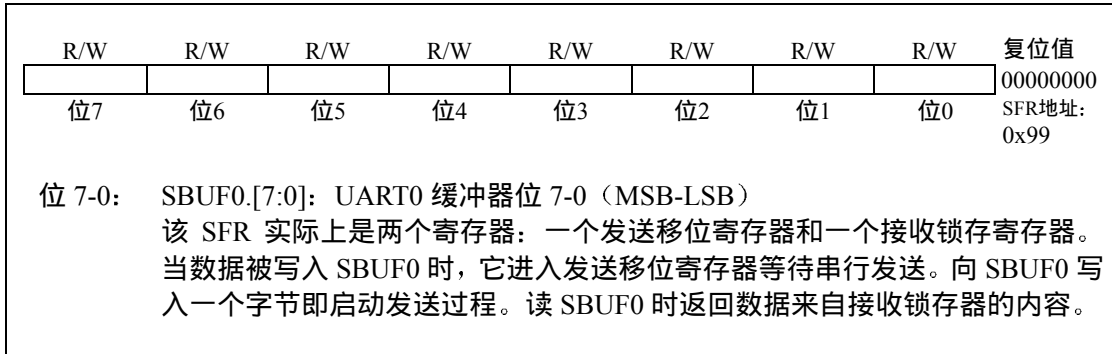 R/W R/W R/W R/W R/W R/W R/W R/W 复位值
00000000
位7 位6 位5 位4 位3 位2 位1 位0 SFR地址:
0x99
位 7-0: SBUF0.[7:0]: UART0 缓冲器位 7-0（MSB-LSB）
该 SFR 实际上是两个寄存器: 一个发送移位寄存器和一个接收锁存寄存器。
当数据被写入 SBUF0 时，它进入发送移位寄存器等待串行发送。向 SBUF0 写
入一个字节即启动发送过程。读 SBUF0 时返回数据来自接收锁存器的内容。